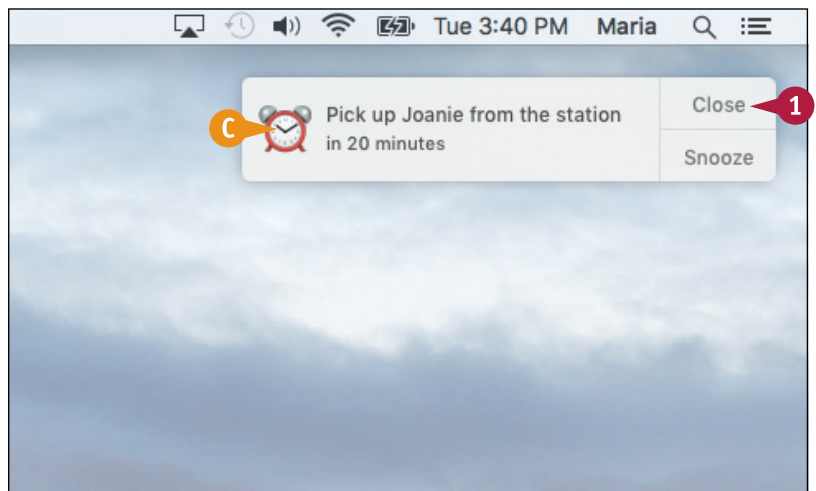 Tue 3:40 PM Maria
Pick up Joanie from the station
in 20 minutes
Close
Snooze
C
1